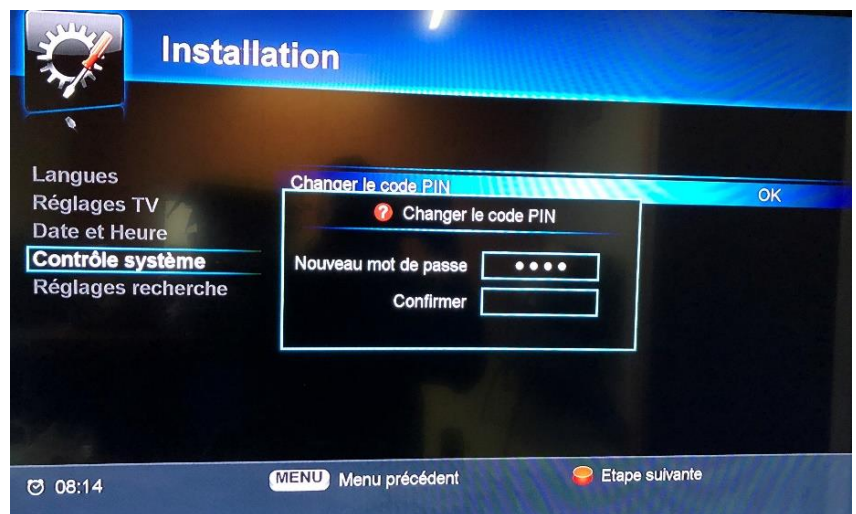 Installation
Langues
Réglages TV
Date et Heure
Contrôle système
Réglages recherche
Changer le code PIN
OK
? Changer le code PIN
Nouveau mot de passe ●●●●
Confirmer
08:14
MENU Menu précédent
Etape suivante